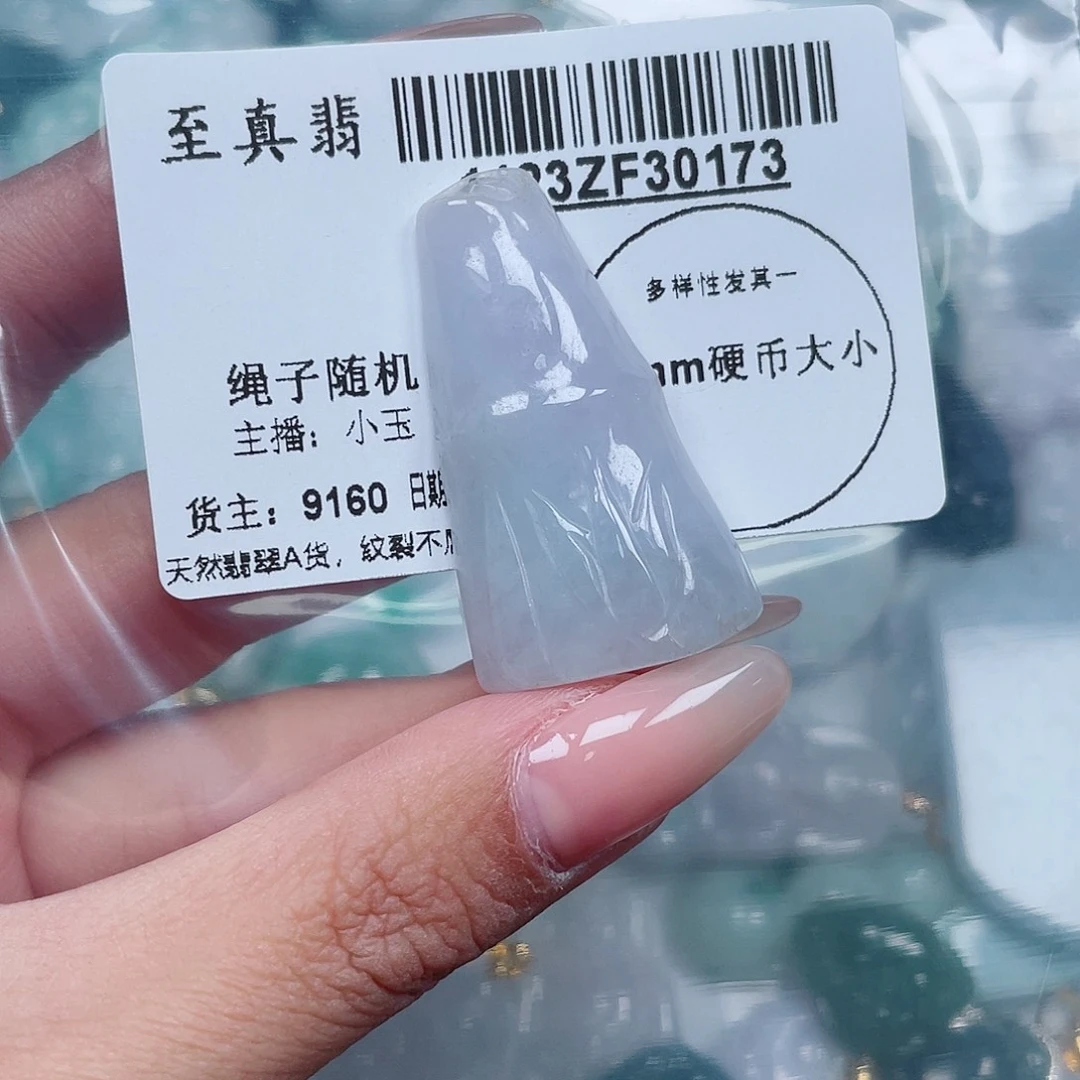 至真翡
23ZF30173
多样性发其一
绳子随机
mm硬币大小
主播：小玉
货主：9160 日期
天然翡翠A货，纹裂不